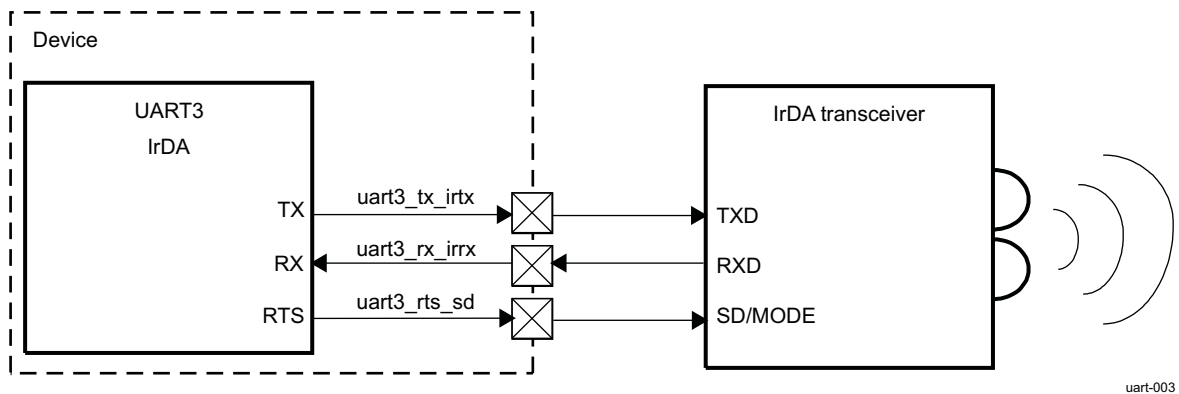 Device
UART3
IrDA
TX
RX
RTS
uart3_tx_irtx
uart3_rx_irrx
uart3_rts_sd
IrDA transceiver
TXD
RXD
SD/MODE
uart-003